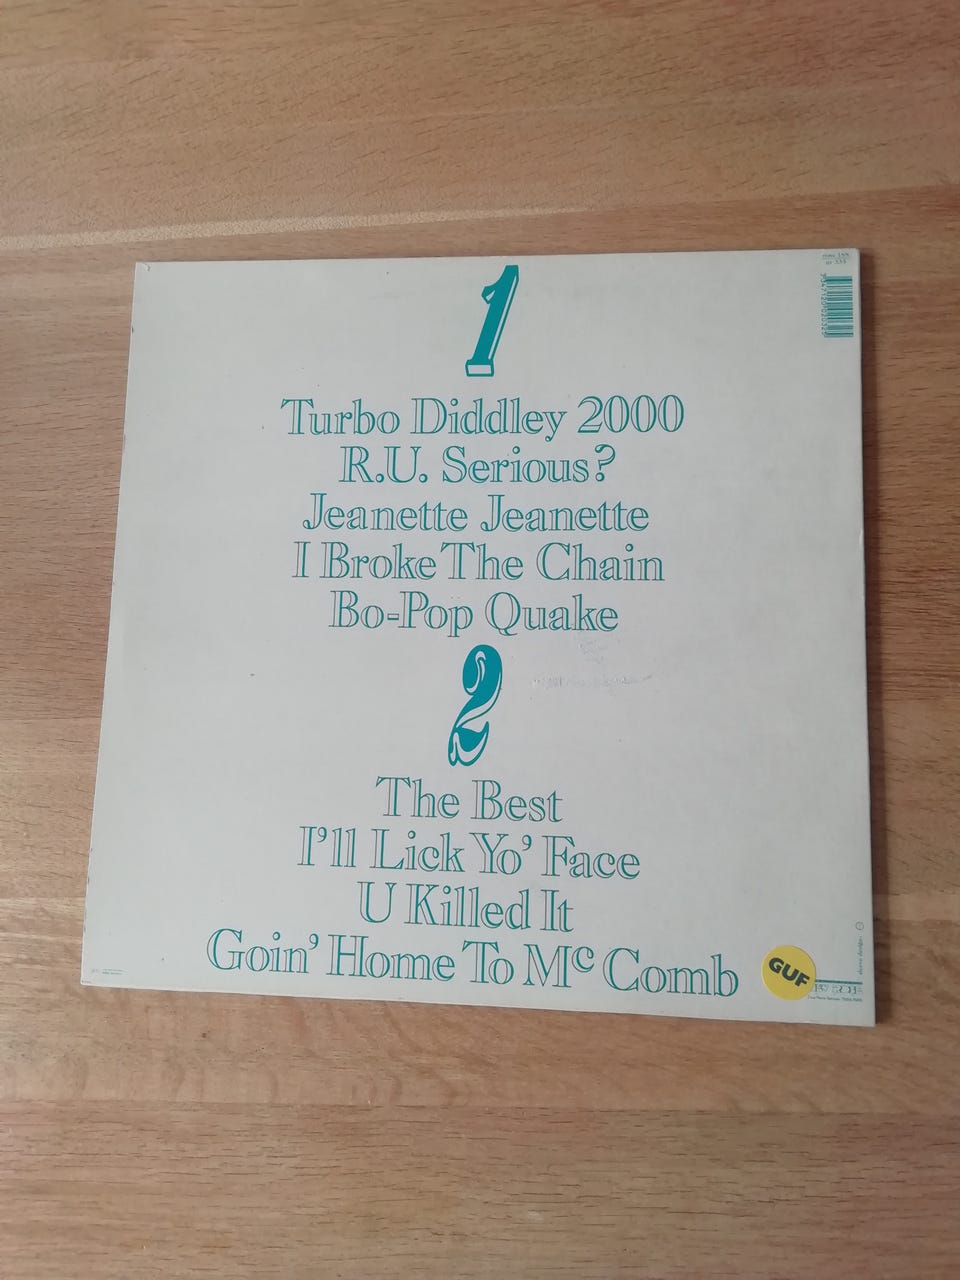 1
Turbo Diddley 2000
R.U. Serious?
Jeanette Jeanette
I Broke The Chain
Bo-Pop Quake
2
The Best
I'll Lick Yo' Face
U Killed It
Goin' Home To Mc Comb
GUF